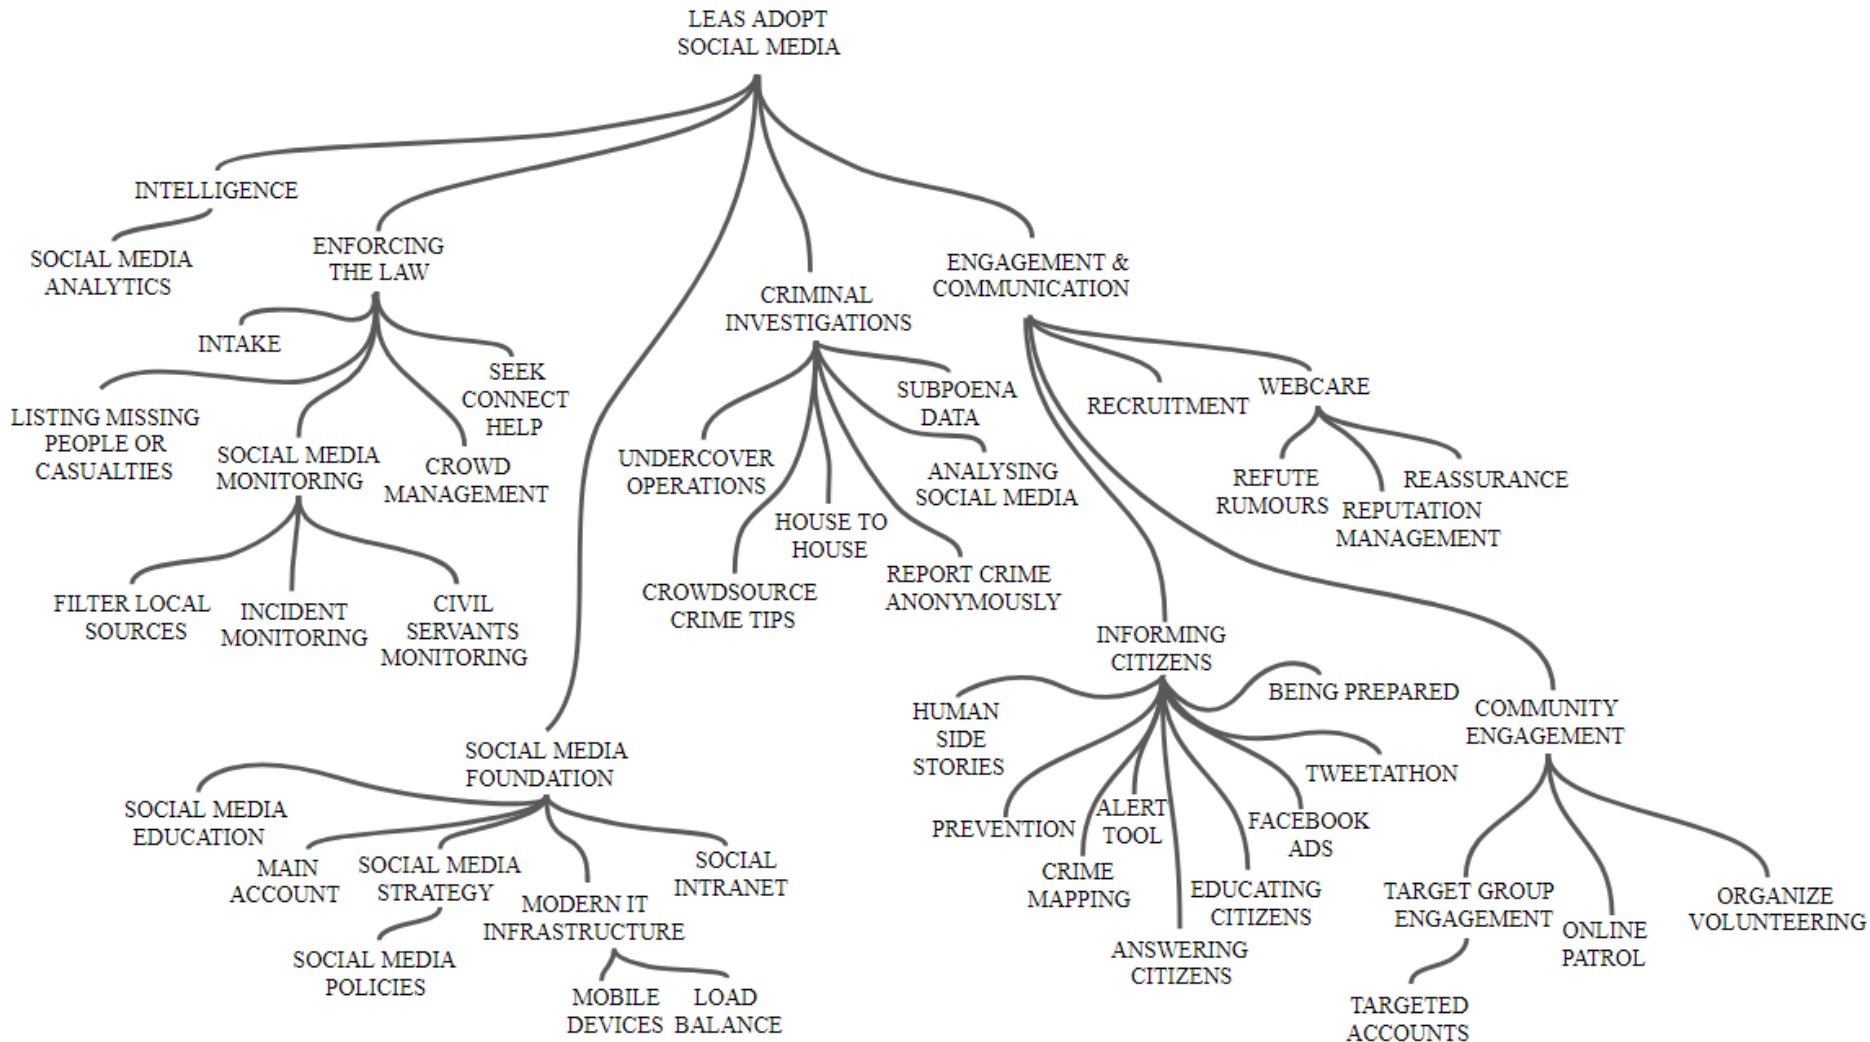 LEAS ADOPT
SOCIAL MEDIA
INTELLIGENCE
SOCIAL MEDIA
ANALYTICS
ENFORCING
THE LAW
INTAKE
LISTING MISSING
PEOPLE OR
CASUALTIES
SOCIAL MEDIA
MONITORING
FILTER LOCAL
SOURCES
INCIDENT
MONITORING
CIVIL
SERVANTS
MONITORING
CROWD
MANAGEMENT
SEEK
CONNECT
HELP
SOCIAL MEDIA
FOUNDATION
SOCIAL MEDIA
EDUCATION
MAIN
ACCOUNT
SOCIAL MEDIA
STRATEGY
SOCIAL MEDIA
POLICIES
MODERN IT
INFRASTRUCTURE
MOBILE
DEVICES
LOAD
BALANCE
SOCIAL
INTRANET
CRIMINAL
INVESTIGATIONS
UNDERCOVER
OPERATIONS
CROWDSOURCE
CRIME TIPS
HOUSE TO
HOUSE
REPORT CRIME
ANONYMOUSLY
ANALYSING
SOCIAL MEDIA
SUBPOENA
DATA
ENGAGEMENT &
COMMUNICATION
RECRUITMENT
WEBCARE
REFUTE
RUMOURS
REPUTATION
MANAGEMENT
REASSURANCE
INFORMING
CITIZENS
HUMAN
SIDE
STORIES
PREVENTION
CRIME
MAPPING
ALERT
TOOL
ANSWERING
CITIZENS
EDUCATING
CITIZENS
FACEBOOK
ADS
TWEETATHON
BEING PREPARED
COMMUNITY
ENGAGEMENT
TARGET GROUP
ENGAGEMENT
TARGETED
ACCOUNTS
ONLINE
PATROL
ORGANIZE
VOLUNTEERING